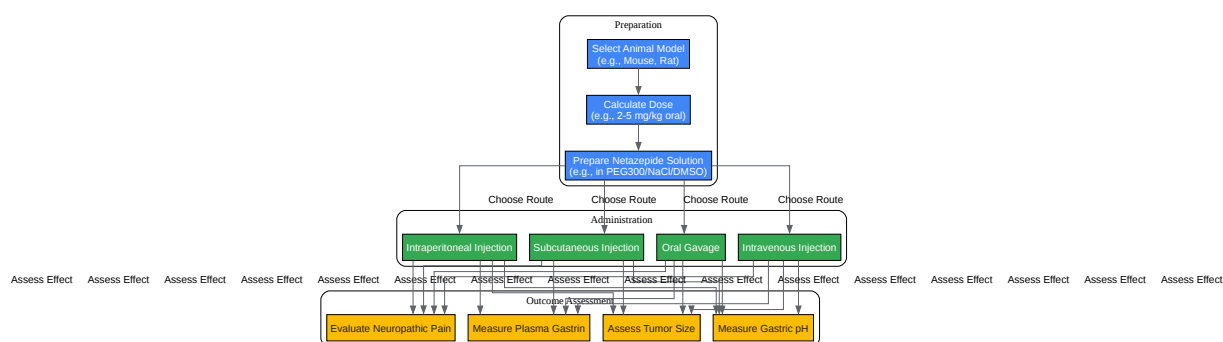 Preparation
Select Animal Model
(e.g., Mouse, Rat)
Calculate Dose
(e.g., 2-5 mg/kg oral)
Prepare Netazepide Solution
(e.g., in PEG300/NaCl/DMSO)
Choose Route Choose Route Choose Route Choose Route
Administration
Intraperitoneal Injection Subcutaneous Injection Oral Gavage Intravenous Injection
Assess Effect Assess Effect Assess Effect Assess Effect Assess Effect Assess Effect Assess Effect Assess Effect Assess Effect Assess Effect Assess Effect Assess Effect Assess Effect Assess Effect Assess Effect Assess Effect
Outcome Assessment
Evaluate Neuropathic Pain Measure Plasma Gastrin Assess Tumor Size Measure Gastric pH